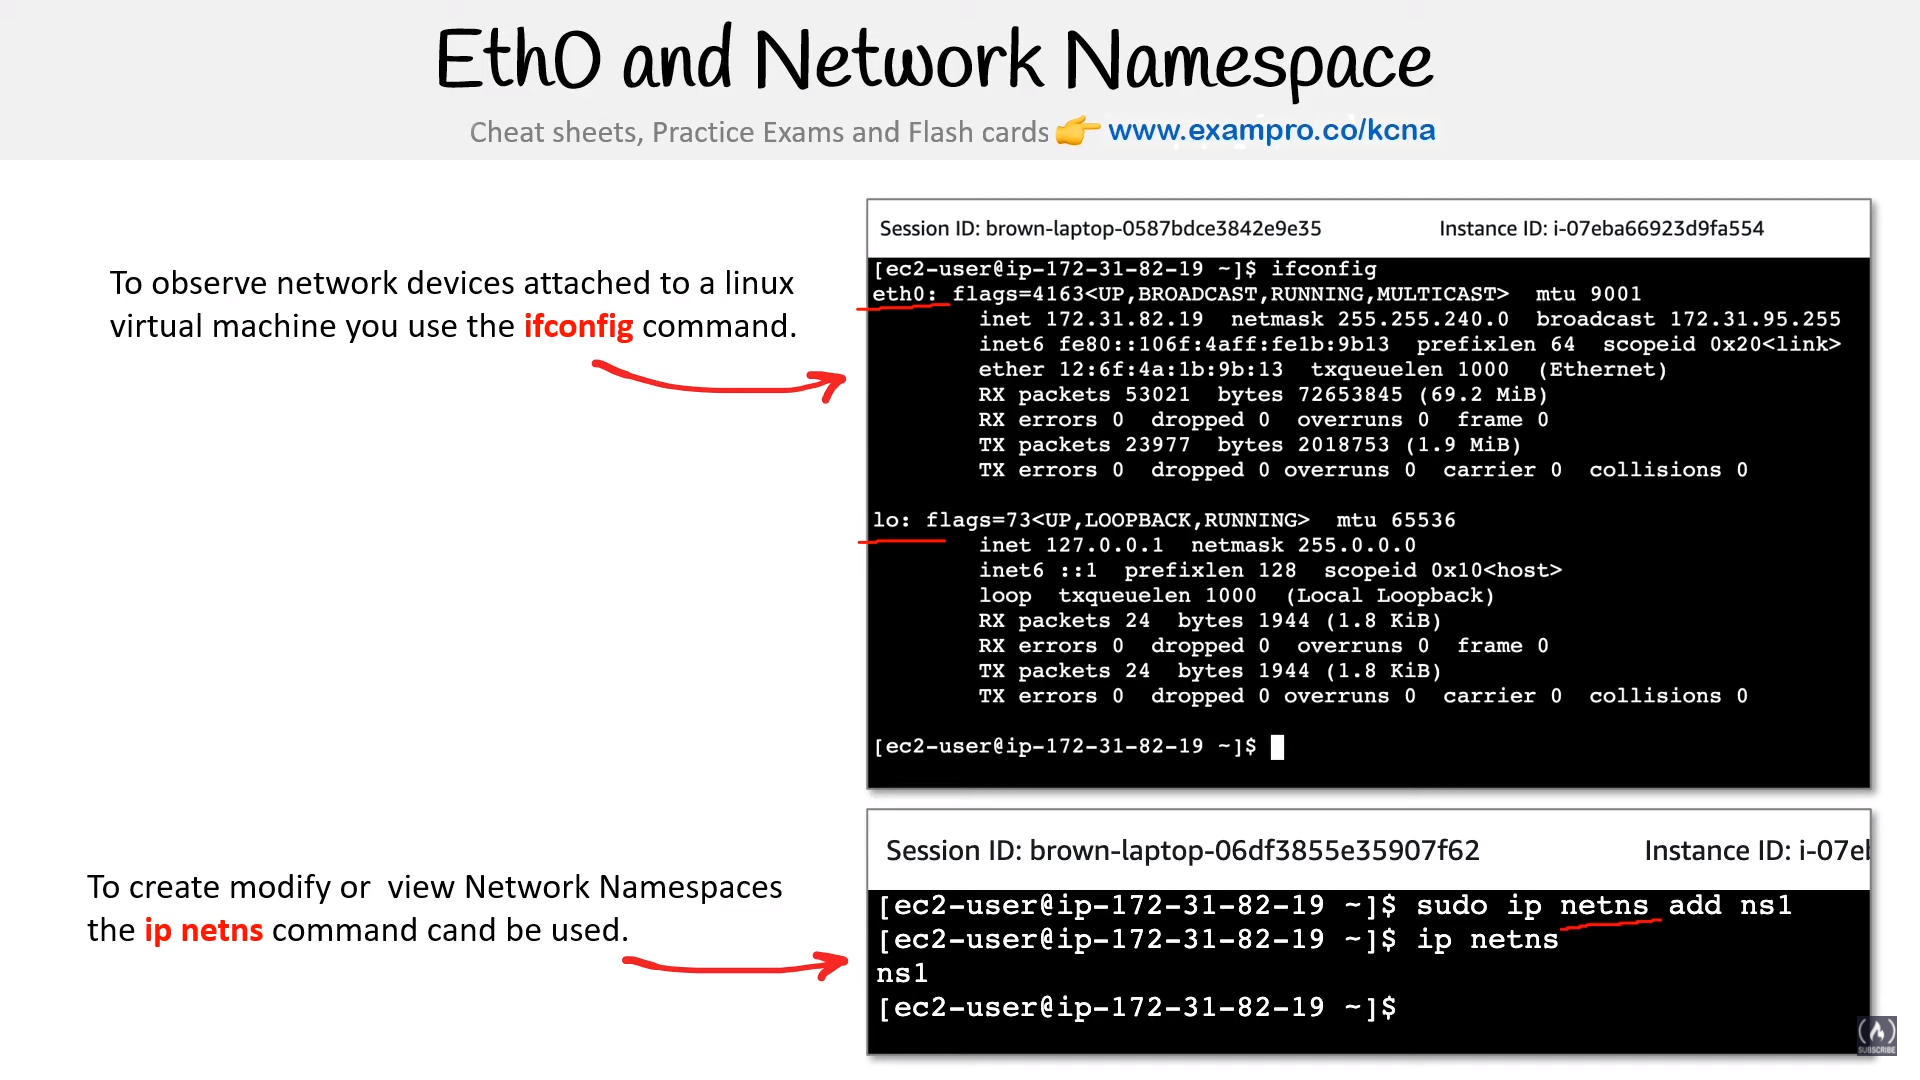 Eth0 and Network Namespace
Cheat sheets, Practice Exams and Flash cards 👉 www.exampro.co/kcna
To observe network devices attached to a linux
virtual machine you use the ifconfig command.
Session ID: brown-laptop-0587bdce3842e9e35 Instance ID: i-07eba66923d9fa554
[ec2-user@ip-172-31-82-19 ~]$ ifconfig
eth0: flags=4163<UP,BROADCAST,RUNNING,MULTICAST>  mtu 9001
        inet 172.31.82.19  netmask 255.255.240.0  broadcast 172.31.95.255
        inet6 fe80::106f:4aff:fe1b:9b13  prefixlen 64  scopeid 0x20<link>
        ether 12:6f:4a:1b:9b:13  txqueuelen 1000  (Ethernet)
        RX packets 53021  bytes 72653845 (69.2 MiB)
        RX errors 0  dropped 0  overruns 0  frame 0
        TX packets 23977  bytes 2018753 (1.9 MiB)
        TX errors 0  dropped 0 overruns 0  carrier 0  collisions 0
lo: flags=73<UP,LOOPBACK,RUNNING>  mtu 65536
        inet 127.0.0.1  netmask 255.0.0.0
        inet6 ::1  prefixlen 128  scopeid 0x10<host>
        loop  txqueuelen 1000  (Local Loopback)
        RX packets 24  bytes 1944 (1.8 KiB)
        RX errors 0  dropped 0  overruns 0  frame 0
        TX packets 24  bytes 1944 (1.8 KiB)
        TX errors 0  dropped 0 overruns 0  carrier 0  collisions 0
[ec2-user@ip-172-31-82-19 ~]$
To create modify or  view Network Namespaces
the ip netns command cand be used.
Session ID: brown-laptop-06df3855e35907f62 Instance ID: i-07eb
[ec2-user@ip-172-31-82-19 ~]$ sudo ip netns add ns1
[ec2-user@ip-172-31-82-19 ~]$ ip netns
ns1
[ec2-user@ip-172-31-82-19 ~]$
SUBSCRIBE